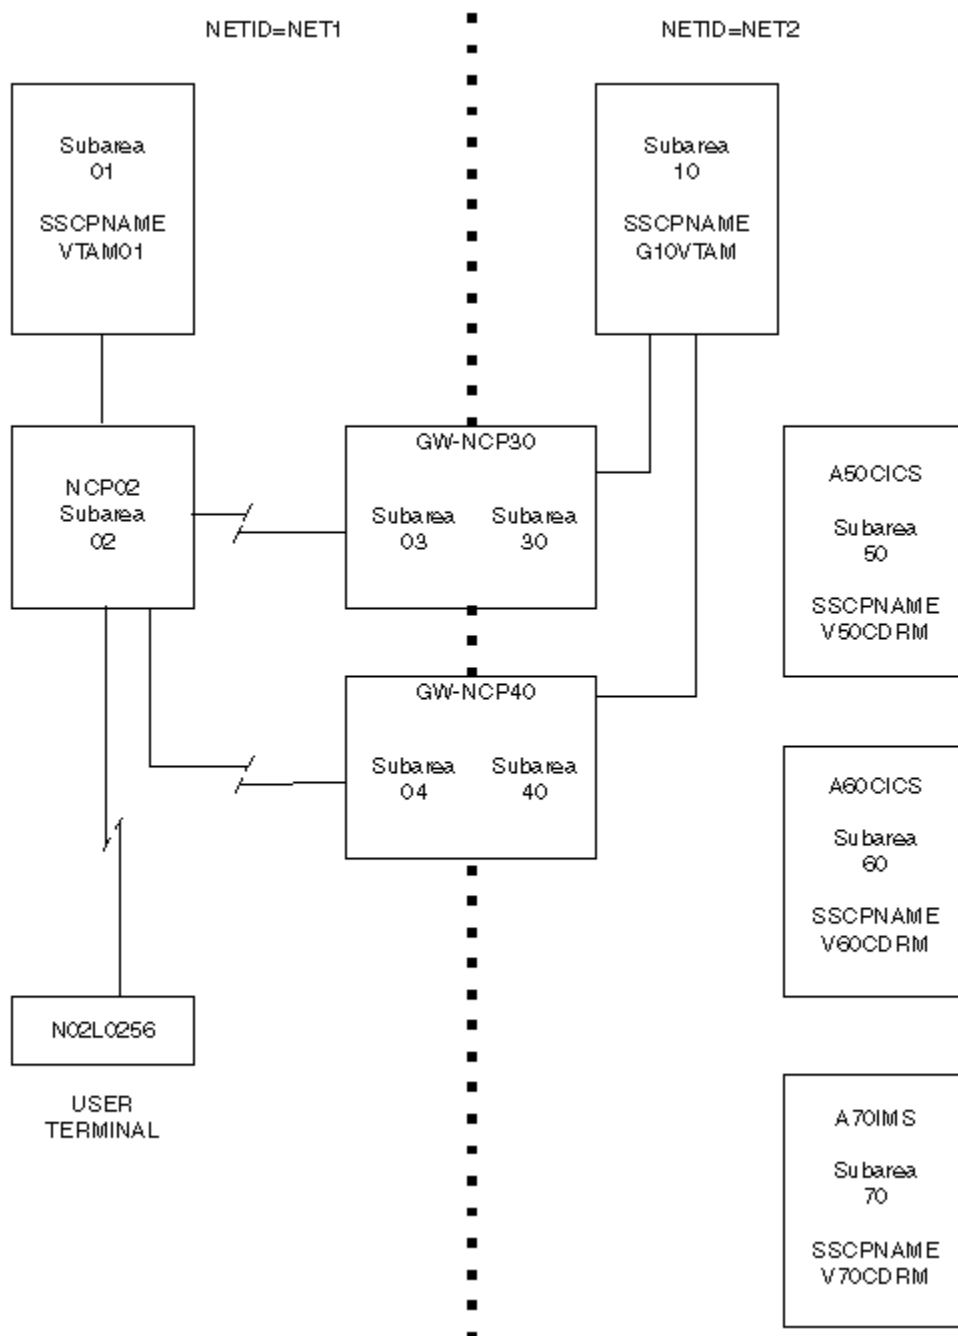 NETID=NET1
NETID=NET2
Subarea
01
SSCPNAME
VTAM01
Subarea
10
SSCPNAME
G10VTAM
NCP02
Subarea
02
GW-NCP30
Subarea
03
Subarea
30
A50CICS
Subarea
50
SSCPNAME
V50CDRM
GW-NCP40
Subarea
04
Subarea
40
A60CICS
Subarea
60
SSCPNAME
V60CDRM
N02L0256
USER
TERMINAL
A70IMS
Subarea
70
SSCPNAME
V70CDRM